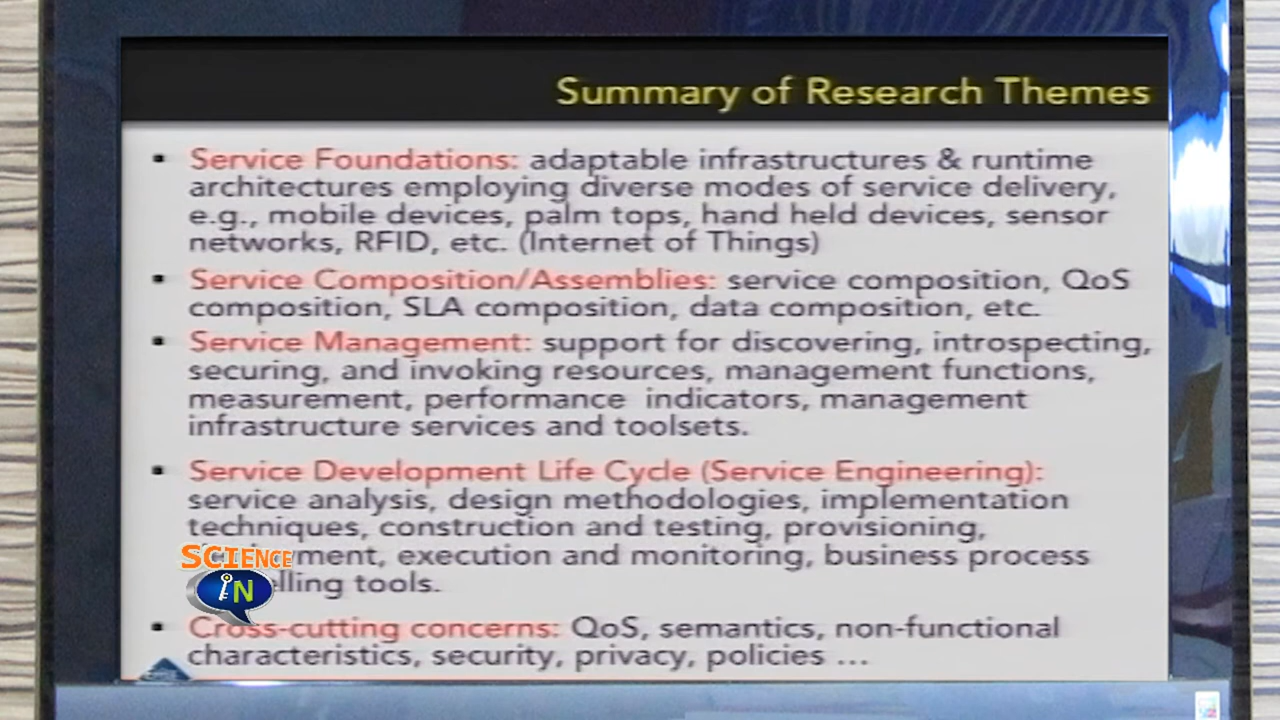 Summary of Research Themes
▪ Service Foundations: adaptable infrastructures & runtime
architectures employing diverse modes of service delivery,
e.g., mobile devices, palm tops, hand held devices, sensor
networks, RFID, etc. (Internet of Things)
▪ Service Composition/Assemblies: service composition, QoS
composition, SLA composition, data composition, etc.
▪ Service Management: support for discovering, introspecting,
securing, and invoking resources, management functions,
measurement, performance indicators, management
infrastructure services and toolsets.
▪ Service Development Life Cycle (Service Engineering):
service analysis, design methodologies, implementation
techniques, construction and testing, provisioning,
execution and monitoring, business process
tools.
▪ Cross-cutting concerns: QoS, semantics, non-functional
characteristics, security, privacy, policies ...
SCIENCE
iN